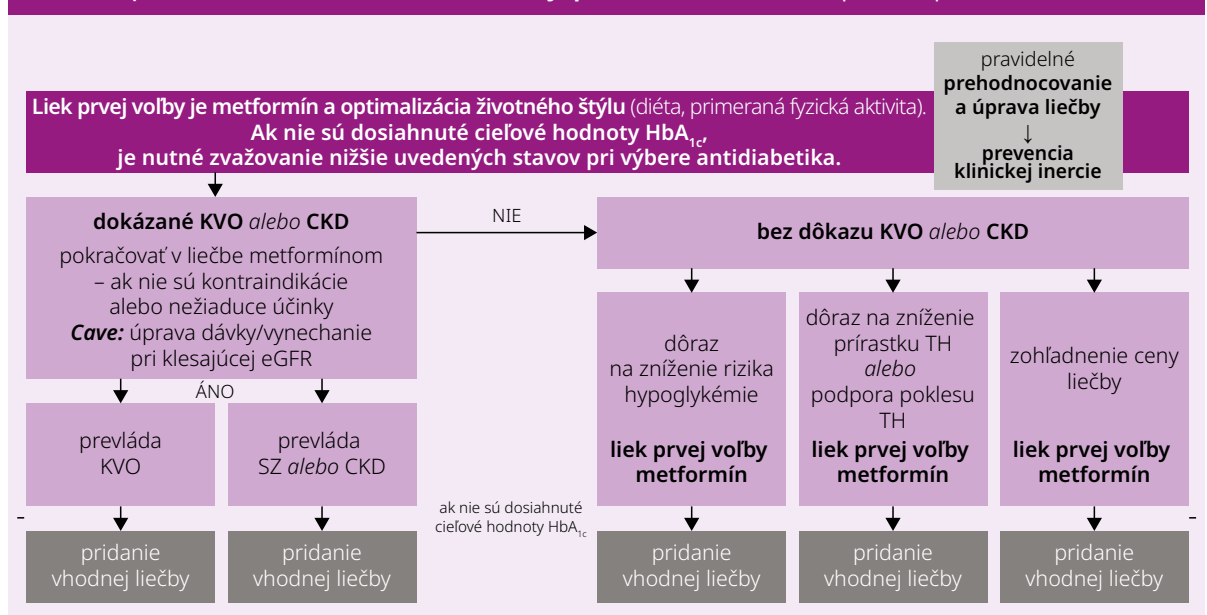 pravidelné
prehodnocovanie
a úprava liečby
↓
prevencia
klinickej inercie
Liek prvej voľby je metformín a optimalizácia životného štýlu (diéta, primeraná fyzická aktivita).
Ak nie sú dosiahnuté cieľové hodnoty HbA1c,
je nutné zvažovanie nižšie uvedených stavov pri výbere antidiabetika.
dokázané KVO alebo CKD
pokračovať v liečbe metformínom
– ak nie sú kontraindikácie
alebo nežiaduce účinky
Cave: úprava dávky/vynechanie
pri klesajúcej eGFR
NIE
bez dôkazu KVO alebo CKD
ÁNO
prevláda
KVO
prevláda
SZ alebo CKD
dôraz
na zníženie rizika
hypoglykémie
liek prvej voľby
metformín
dôraz na zníženie
prírastku TH
alebo
podpora poklesu
TH
liek prvej voľby
metformín
zohľadnenie ceny
liečby
liek prvej voľby
metformín
ak nie sú dosiahnuté
cieľové hodnoty HbA1c
pridanie
vhodnej liečby
pridanie
vhodnej liečby
pridanie
vhodnej liečby
pridanie
vhodnej liečby
pridanie
vhodnej liečby